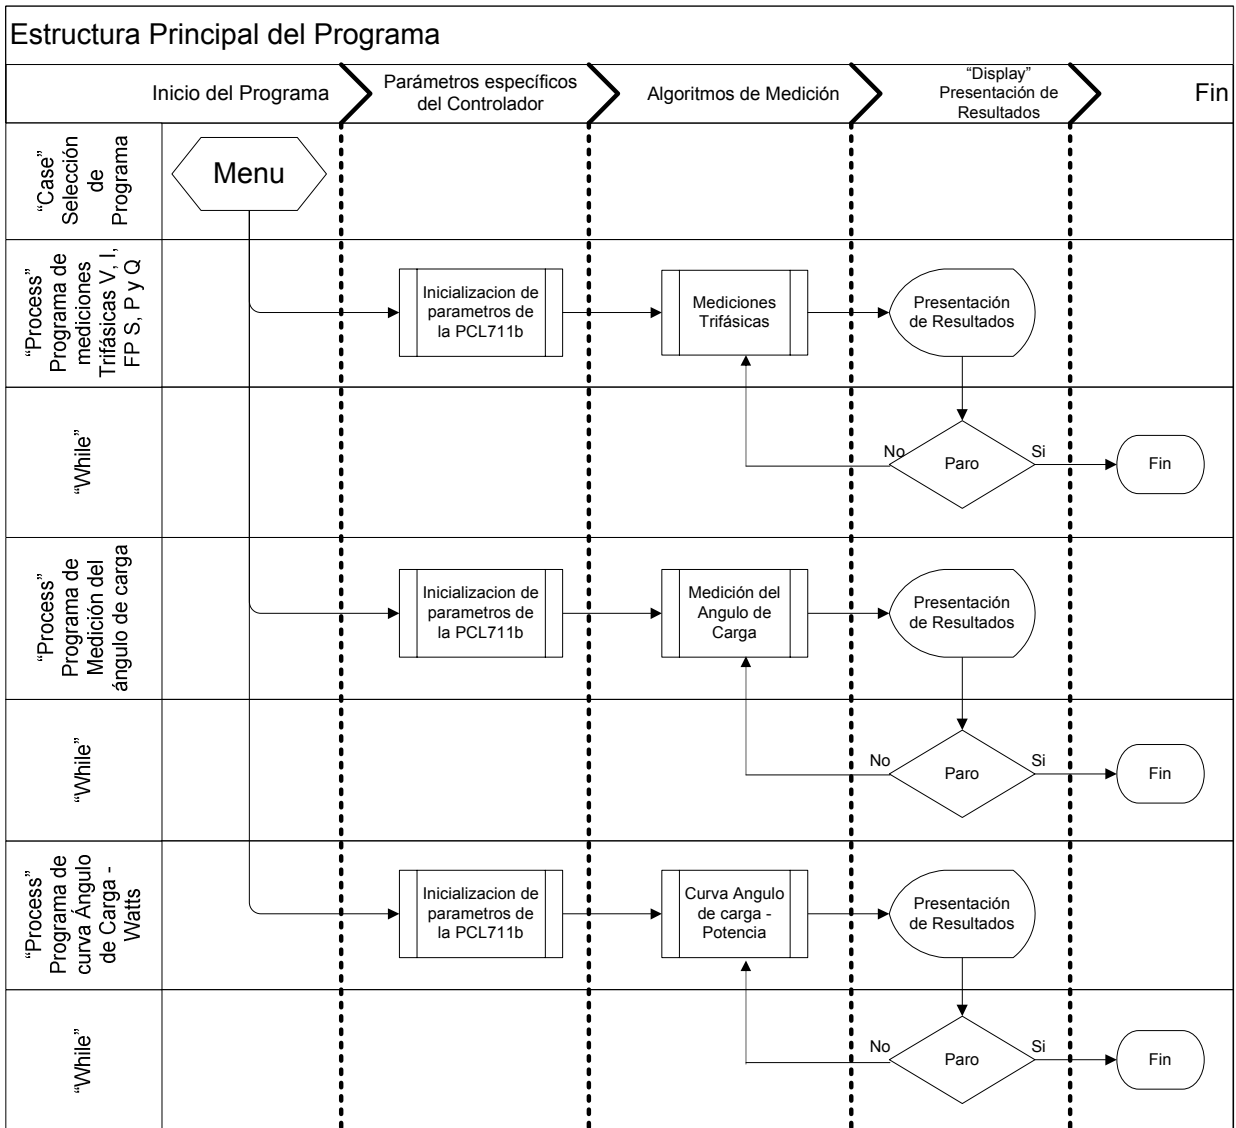 Estructura Principal del Programa
Inicio del Programa
Parámetros específicos
del Controlador
Algoritmos de Medición
“Display”
Presentación de
Resultados
Fin
“Case”
Selección
de
Programa
Menu
“Process”
Programa de
mediciones
Trifásicas V, I,
FP S, P y Q
Inicializacion de
parametros de
la PCL711b
Mediciones
Trifásicas
Presentación
de Resultados
“While”
No
Paro
Si
Fin
“Process”
Programa de
Medición del
ángulo de carga
Inicializacion de
parametros de
la PCL711b
Medición del
Angulo de
Carga
Presentación
de Resultados
“While”
No
Paro
Si
Fin
“Process”
Programa de
curva Ángulo
de Carga -
Watts
Inicializacion de
parametros de
la PCL711b
Curva Angulo
de carga -
Potencia
Presentación
de Resultados
“While”
No
Paro
Si
Fin